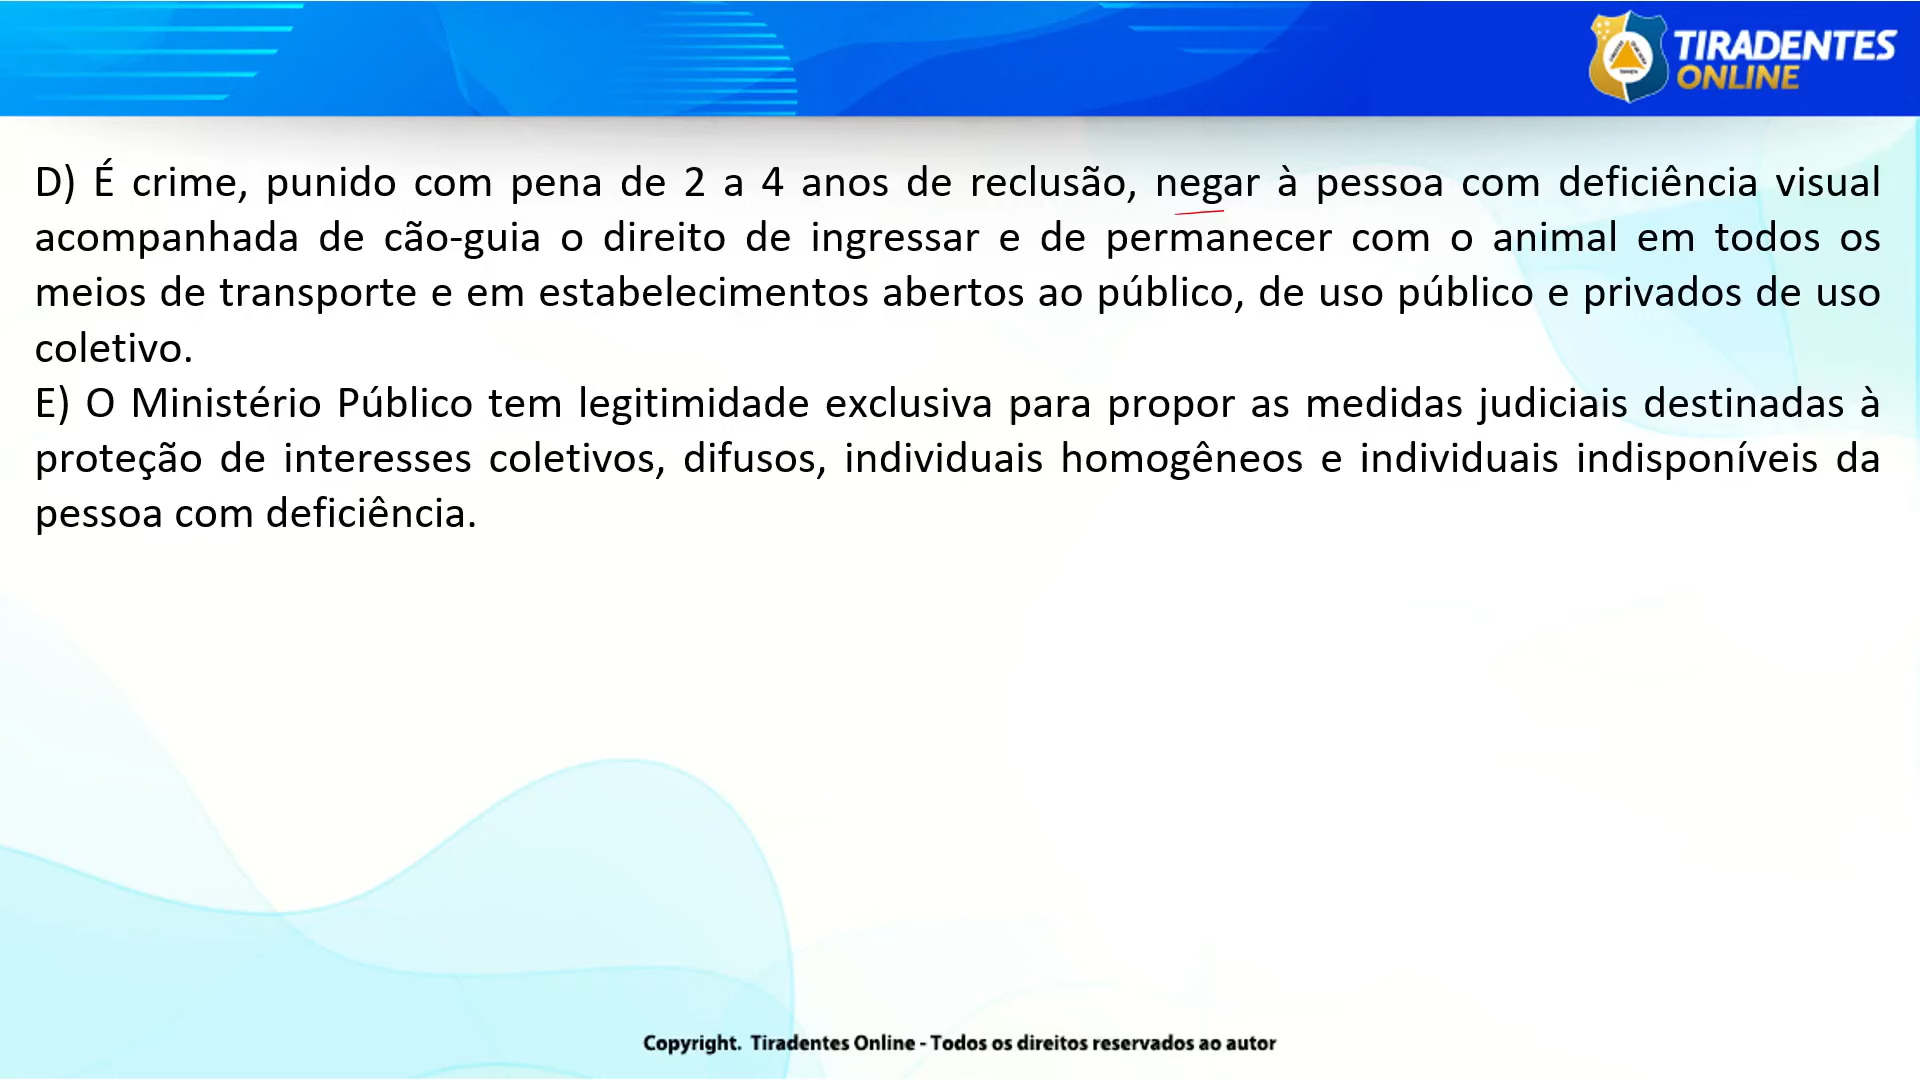 TIRADENTES
ONLINE
D) É crime, punido com pena de 2 a 4 anos de reclusão, negar à pessoa com deficiência visual
acompanhada de cão-guia o direito de ingressar e de permanecer com o animal em todos os
meios de transporte e em estabelecimentos abertos ao público, de uso público e privados de uso
coletivo.
E) O Ministério Público tem legitimidade exclusiva para propor as medidas judiciais destinadas à
proteção de interesses coletivos, difusos, individuais homogêneos e individuais indisponíveis da
pessoa com deficiência.
Copyright. Tiradentes Online - Todos os direitos reservados ao autor